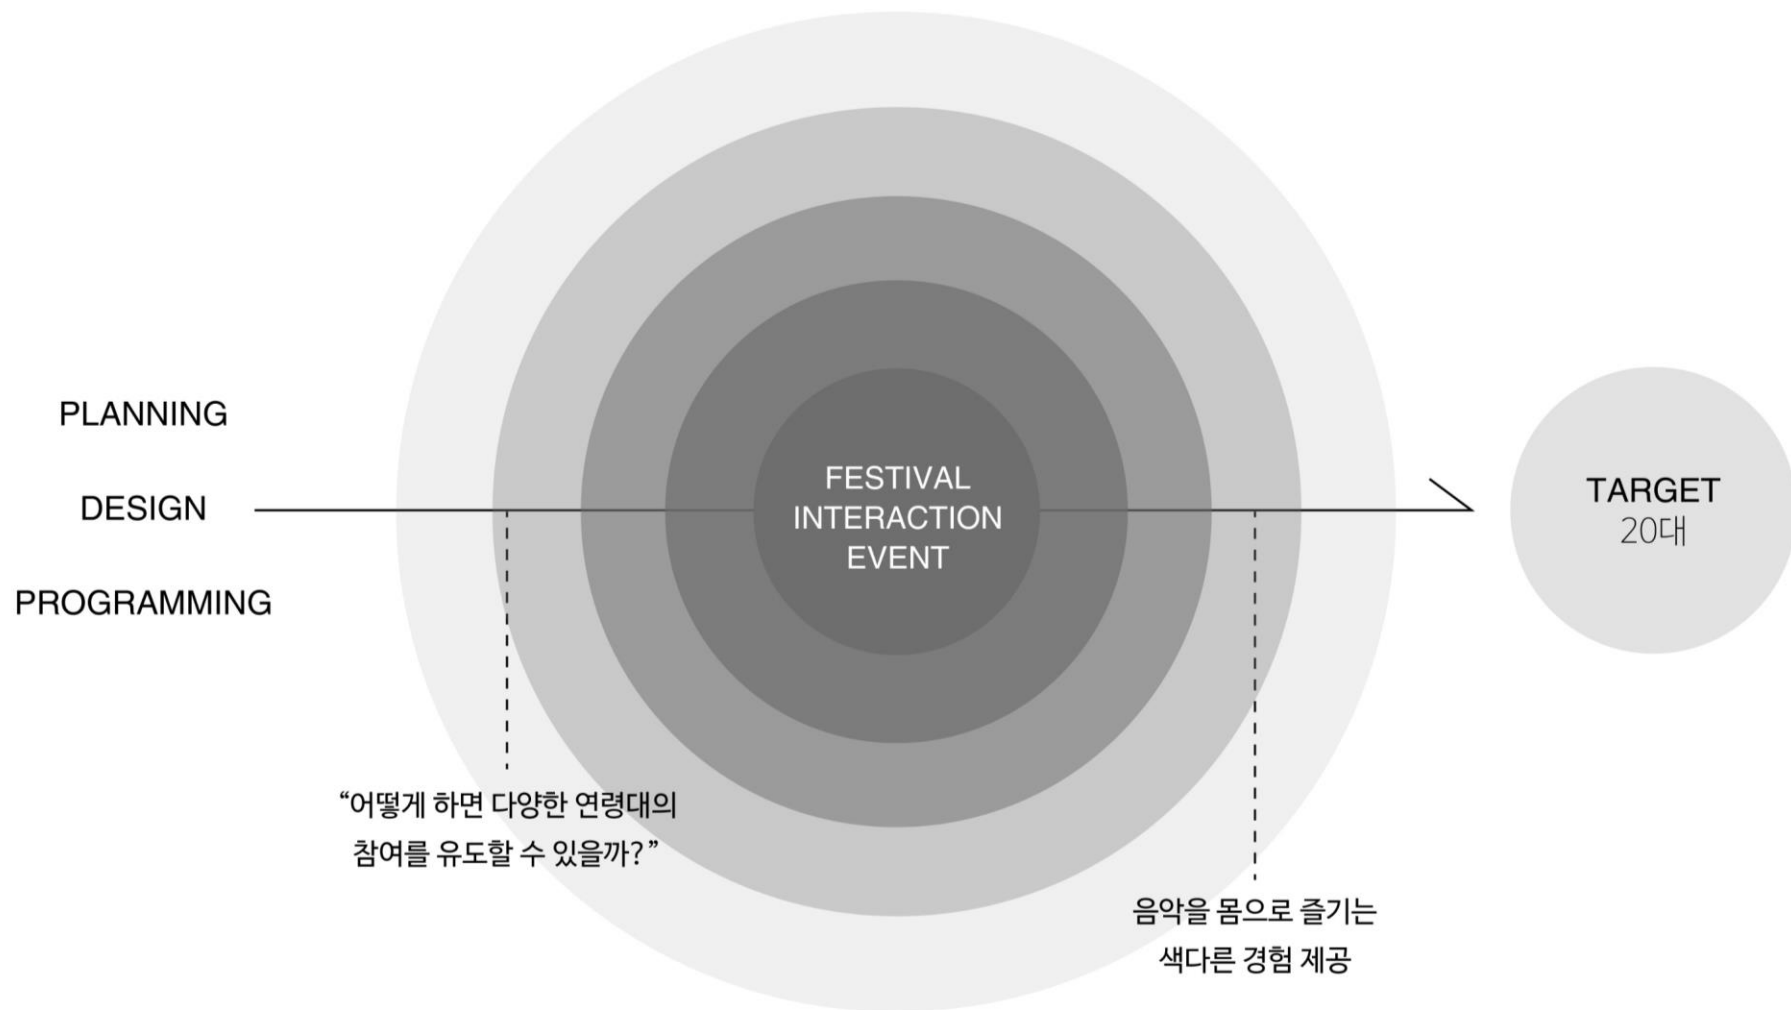 PLANNING
DESIGN
PROGRAMMING
FESTIVAL
INTERACTION
EVENT
TARGET
20대
“어떻게 하면 다양한 연령대의
참여를 유도할 수 있을까?”
음악을 몸으로 즐기는
색다른 경험 제공